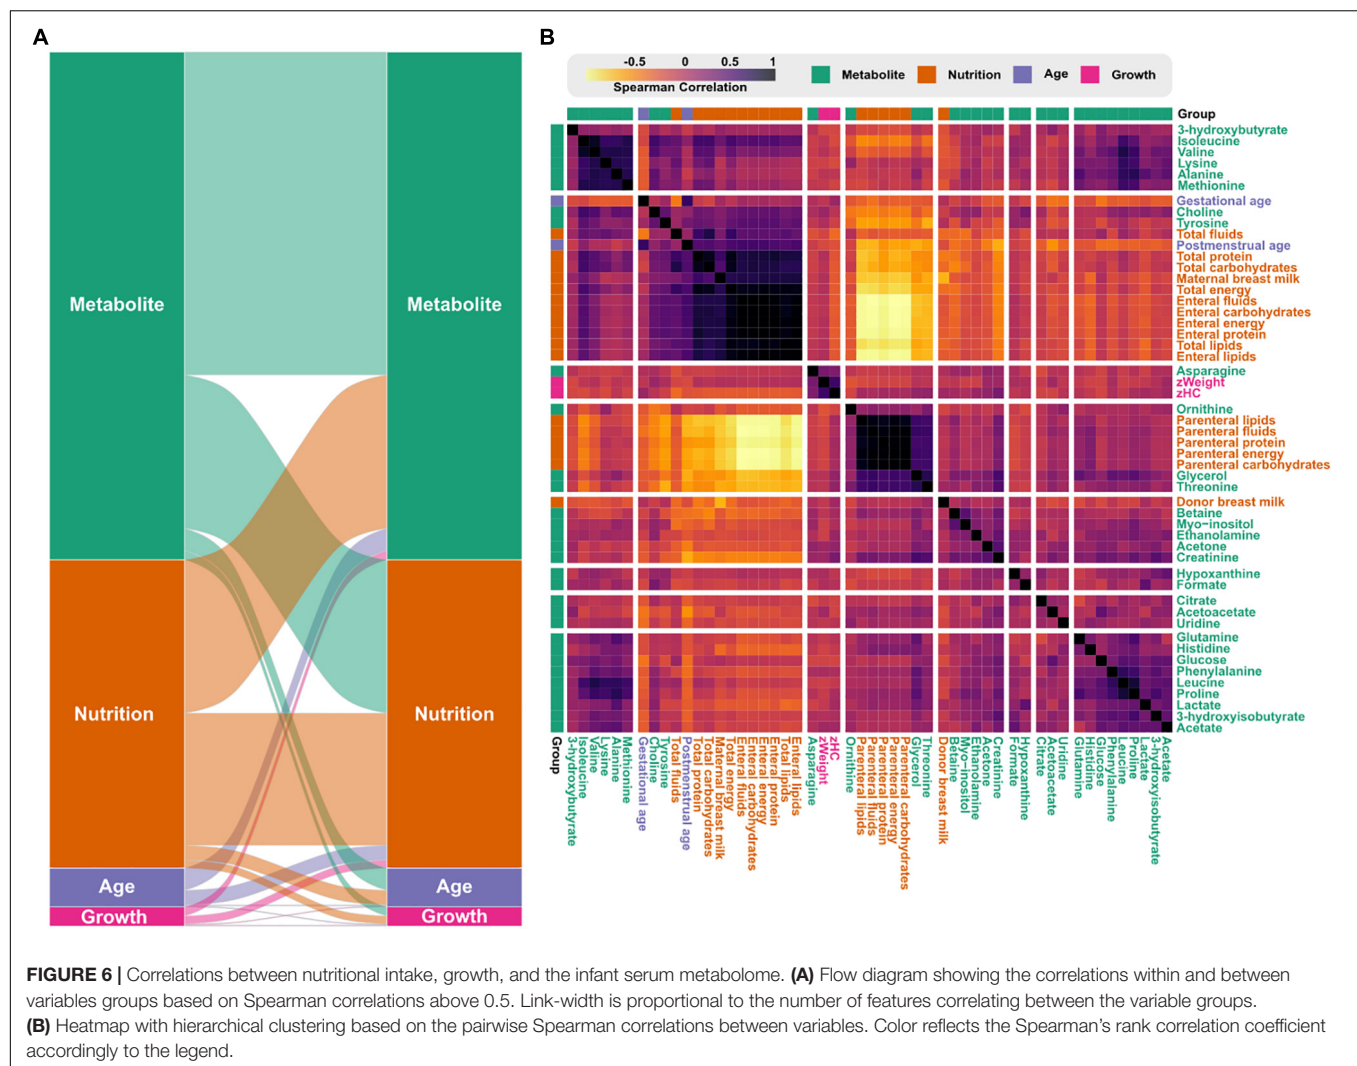 A
Metabolite
Nutrition
Age
Growth
Metabolite
Nutrition
Age
Growth
B
-0.5 0 0.5 1
Spearman Correlation
Metabolite
Nutrition
Age
Growth
Group
3-hydroxybutyrate
Isoleucine
Valine
Lysine
Alanine
Methionine
Gestational age
Choline
Tyrosine
Total fluids
Postmenstrual age
Total protein
Total carbohydrates
Maternal breast milk
Total energy
Enteral fluids
Enteral carbohydrates
Enteral energy
Enteral protein
Total lipids
Enteral lipids
Asparagine
zWeight
zHC
Ornithine
Parenteral lipids
Parenteral fluids
Parenteral protein
Parenteral energy
Parenteral carbohydrates
Glycerol
Threonine
Donor breast milk
Betaine
Myo−inositol
Ethanolamine
Acetone
Creatinine
Hypoxanthine
Formate
Citrate
Acetoacetate
Uridine
Glutamine
Histidine
Glucose
Phenylalanine
Leucine
Proline
Lactate
3-hydroxyisobutyrate
Acetate
Group
3-hydroxybutyrate
Isoleucine
Valine
Lysine
Alanine
Methionine
Gestational age
Choline
Tyrosine
Total fluids
Postmenstrual age
Total protein
Total carbohydrates
Maternal breast milk
Total energy
Enteral fluids
Enteral carbohydrates
Enteral energy
Enteral protein
Total lipids
Enteral lipids
Asparagine
zWeight
zHC
Ornithine
Parenteral lipids
Parenteral fluids
Parenteral protein
Parenteral energy
Parenteral carbohydrates
Glycerol
Threonine
Donor breast milk
Betaine
Myo−inositol
Ethanolamine
Acetone
Creatinine
Formate
Hypoxanthine
Citrate
Acetoacetate
Uridine
Glutamine
Histidine
Glucose
Phenylalanine
Leucine
Proline
Lactate
3-hydroxyisobutyrate
Acetate
FIGURE 6 | Correlations between nutritional intake, growth, and the infant serum metabolome. (A) Flow diagram showing the correlations within and between
variables groups based on Spearman correlations above 0.5. Link-width is proportional to the number of features correlating between the variable groups.
(B) Heatmap with hierarchical clustering based on the pairwise Spearman correlations between variables. Color reflects the Spearman's rank correlation coefficient
accordingly to the legend.